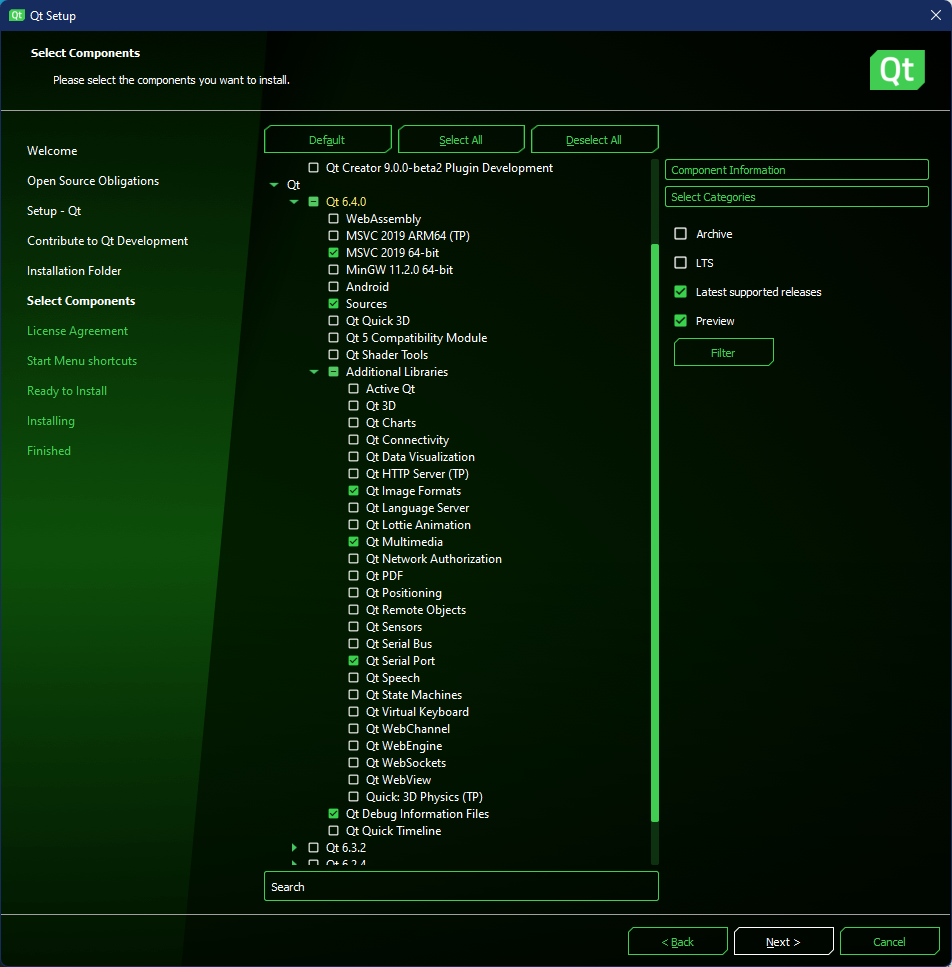 Qt Qt Setup
Select Components
Please select the components you want to install.
Qt
Welcome
Open Source Obligations
Setup - Qt
Contribute to Qt Development
Installation Folder
Select Components
License Agreement
Start Menu shortcuts
Ready to Install
Installing
Finished
Default Select All Deselect All
Qt Creator 9.0.0-beta2 Plugin Development
Qt
Qt 6.4.0
WebAssembly
MSVC 2019 ARM64 (TP)
MSVC 2019 64-bit
MinGW 11.2.0 64-bit
Android
Sources
Qt Quick 3D
Qt 5 Compatibility Module
Qt Shader Tools
Additional Libraries
Active Qt
Qt 3D
Qt Charts
Qt Connectivity
Qt Data Visualization
Qt HTTP Server (TP)
Qt Image Formats
Qt Language Server
Qt Lottie Animation
Qt Multimedia
Qt Network Authorization
Qt PDF
Qt Positioning
Qt Remote Objects
Qt Sensors
Qt Serial Bus
Qt Serial Port
Qt Speech
Qt State Machines
Qt Virtual Keyboard
Qt WebChannel
Qt WebEngine
Qt WebSockets
Qt WebView
Quick: 3D Physics (TP)
Qt Debug Information Files
Qt Quick Timeline
Qt 6.3.2
Qt 6.2.4
Search
Component Information
Select Categories
Archive
LTS
Latest supported releases
Preview
Filter
< Back Next > Cancel